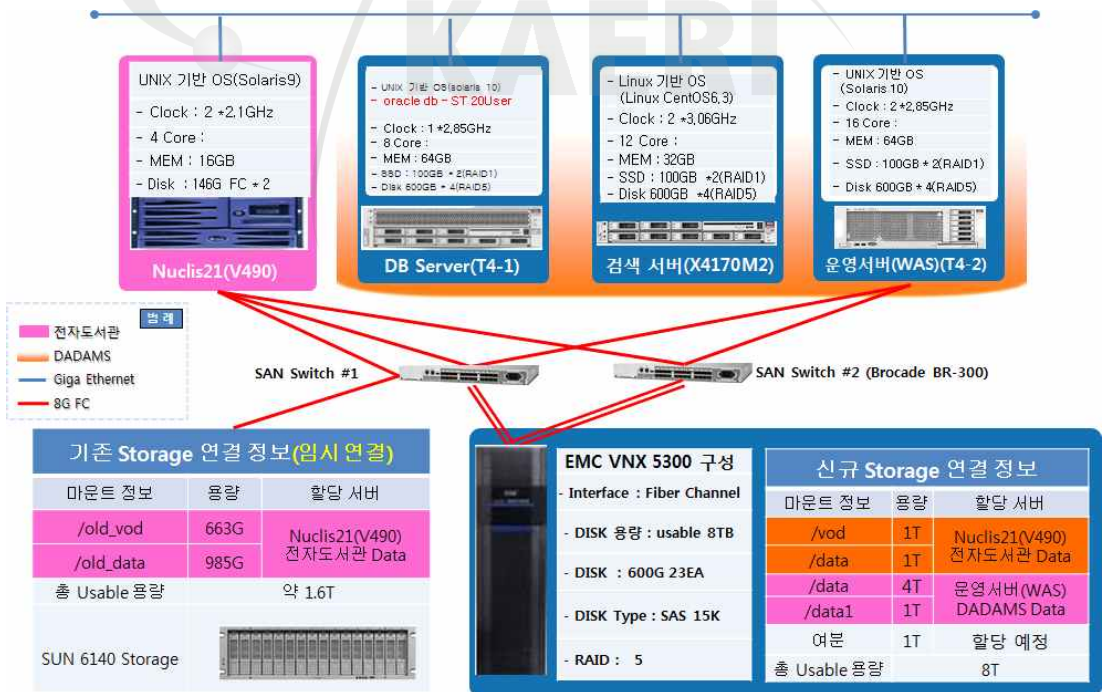 KAERI
UNIX 기반 OS(Solaris9)
- Clock : 2 *2,1GHz
- 4 Core :
- MEM : 16GB
- Disk : 146G FC * 2
Nuclis21(V490)
- UNIX 기반 OS(solaris 10)
- oracle db - ST 20User
- Clock : 1 *2,85GHz
- 8 Core :
- MEM : 64GB
- SSD : 100GB * 2(RAID1)
- Disk 600GB * 4(RAID5)
DB Server(T4-1)
- Linux 기반 OS
(Linux CentOS6,3)
- Clock : 2 *3,06GHz
- 12 Core :
- MEM : 32GB
- SSD : 100GB *2(RAID1)
- Disk 600GB *4(RAID5)
검색 서버(X4170M2)
- UNIX 기반 OS
(Solaris 10)
- Clock : 2*2,85GHz
- 16 Core :
- MEM : 64GB
- SSD : 100GB * 2(RAID1)
- Disk 600GB * 4(RAID5)
운영서버(WAS)(T4-2)
범 례
전자도서관
DADAMS
Giga Ethernet
8G FC
SAN Switch #1
SAN Switch #2 (Brocade BR-300)
기존 Storage 연결 정보(임시 연결)
마운트 정보 용량 할당 서버
/old_vod 663G Nuclis21(V490)
/old_data 985G 전자도서관 Data
총 Usable 용량 약 1.6T
SUN 6140 Storage
EMC VNX 5300 구성
- Interface : Fiber Channel
- DISK 용량 : usable 8TB
- DISK : 600G 23EA
- DISK Type : SAS 15K
- RAID : 5
신규 Storage 연결 정보
마운트 정보 용량 할당 서버
/vod 1T Nuclis21(V490)
/data 1T 전자도서관 Data
/data 4T 운영서버(WAS)
/data1 1T DADAMS Data
여분 1T 할당 예정
총 Usable 용량 8T